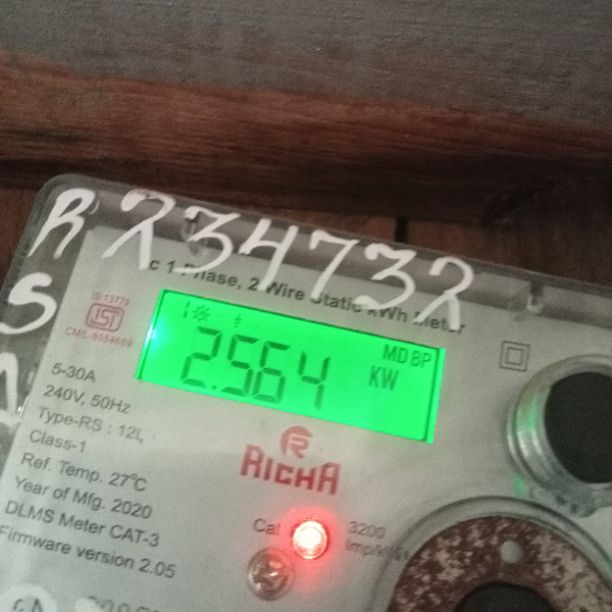 R 234732
S
c 1 Phase, 2 Wire Static kWh Meter
IS 13779
ISI
CM/L-8554669
MD BP
2.564 KW
5-30A
240V, 50Hz
Type-RS : 12L
Class-1
Ref. Temp. 27°C
Year of Mfg. 2020
DLMS Meter CAT-3
Firmware version 2.05
R
RICHA
Cal
3200